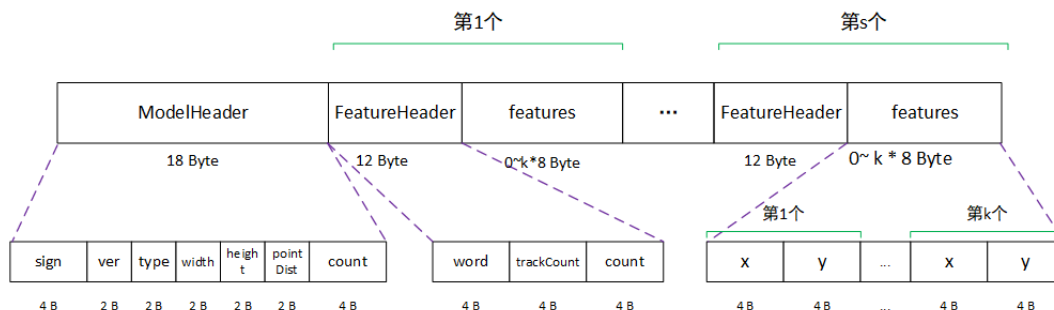 第1个
第s个
ModelHeader
FeatureHeader
features
...
FeatureHeader
features
18 Byte
12 Byte
0~k*8 Byte
12 Byte
0~ k * 8 Byte
第1个
第k个
sign
ver
type
width
heigh
t
point
Dist
count
word
trackCount
count
x
y
...
x
y
4 B
2 B
2 B
2 B
2 B
2 B
4 B
4 B
4 B
4 B
4 B
4 B
...
4 B
4 B